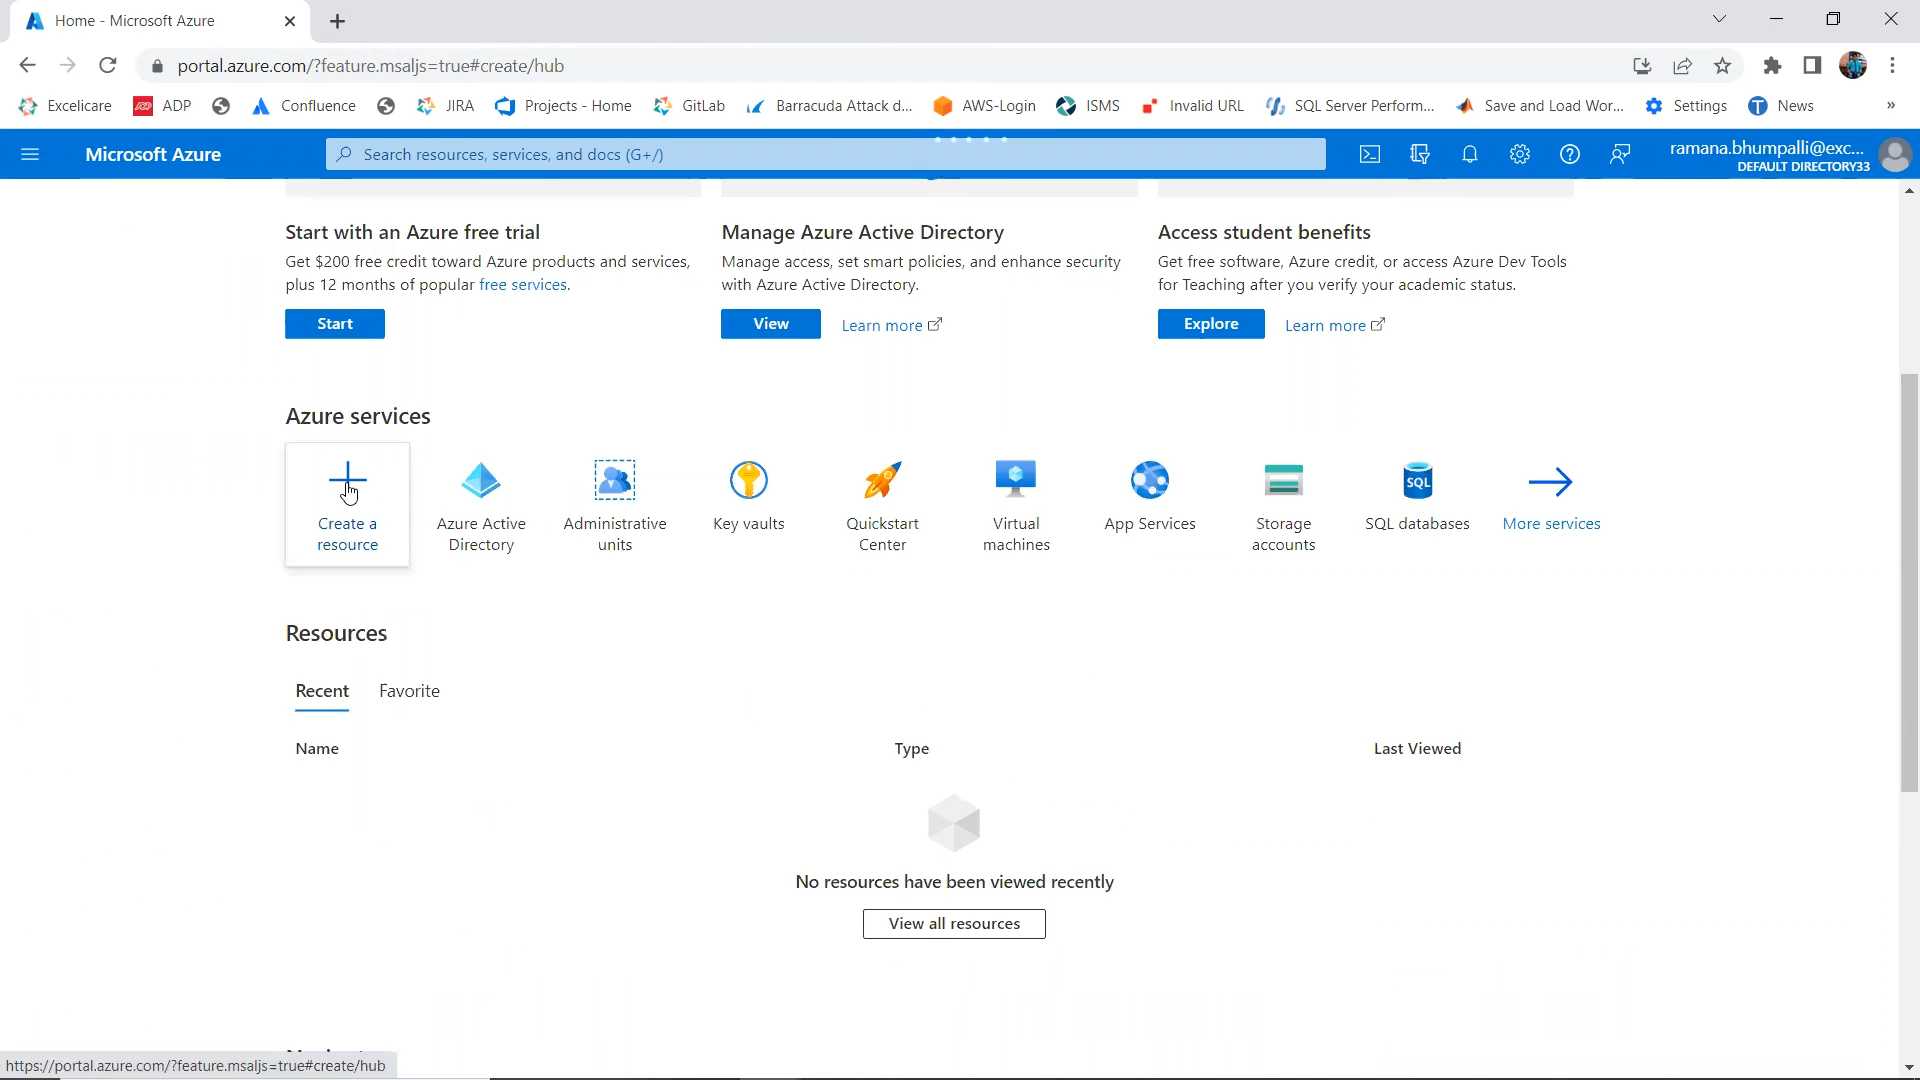 Home - Microsoft Azure
portal.azure.com/?feature.msaljs=true#create/hub
Excelicare ADP Confluence JIRA Projects - Home GitLab Barracuda Attack d... AWS-Login ISMS Invalid URL SQL Server Perform... Save and Load Wor... Settings News »
Microsoft Azure Search resources, services, and docs (G+/) ramana.bhumpalli@exc...
DEFAULT DIRECTORY33
Start with an Azure free trial
Get $200 free credit toward Azure products and services,
plus 12 months of popular free services.
Start
Manage Azure Active Directory
Manage access, set smart policies, and enhance security
with Azure Active Directory.
View Learn more
Access student benefits
Get free software, Azure credit, or access Azure Dev Tools
for Teaching after you verify your academic status.
Explore Learn more
Azure services
Create a
resource
Azure Active
Directory
Administrative
units
Key vaults
Quickstart
Center
Virtual
machines
App Services
Storage
accounts
SQL
SQL databases
More services
Resources
Recent Favorite
Name Type Last Viewed
No resources have been viewed recently
View all resources
https://portal.azure.com/?feature.msaljs=true#create/hub